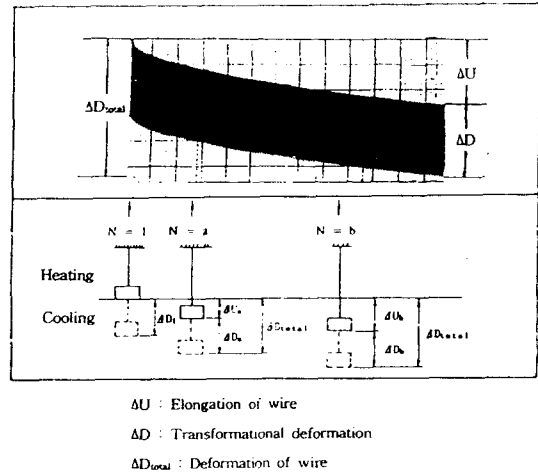 ΔD_total
ΔU
ΔD
N = 1 N = a N = b
Heating
Cooling
ΔD₁ ΔUₐ ΔDₐ ΔD_total ΔU_b ΔD_b ΔD_total
ΔU : Elongation of wire
ΔD : Transformational deformation
ΔD_total : Deformation of wire